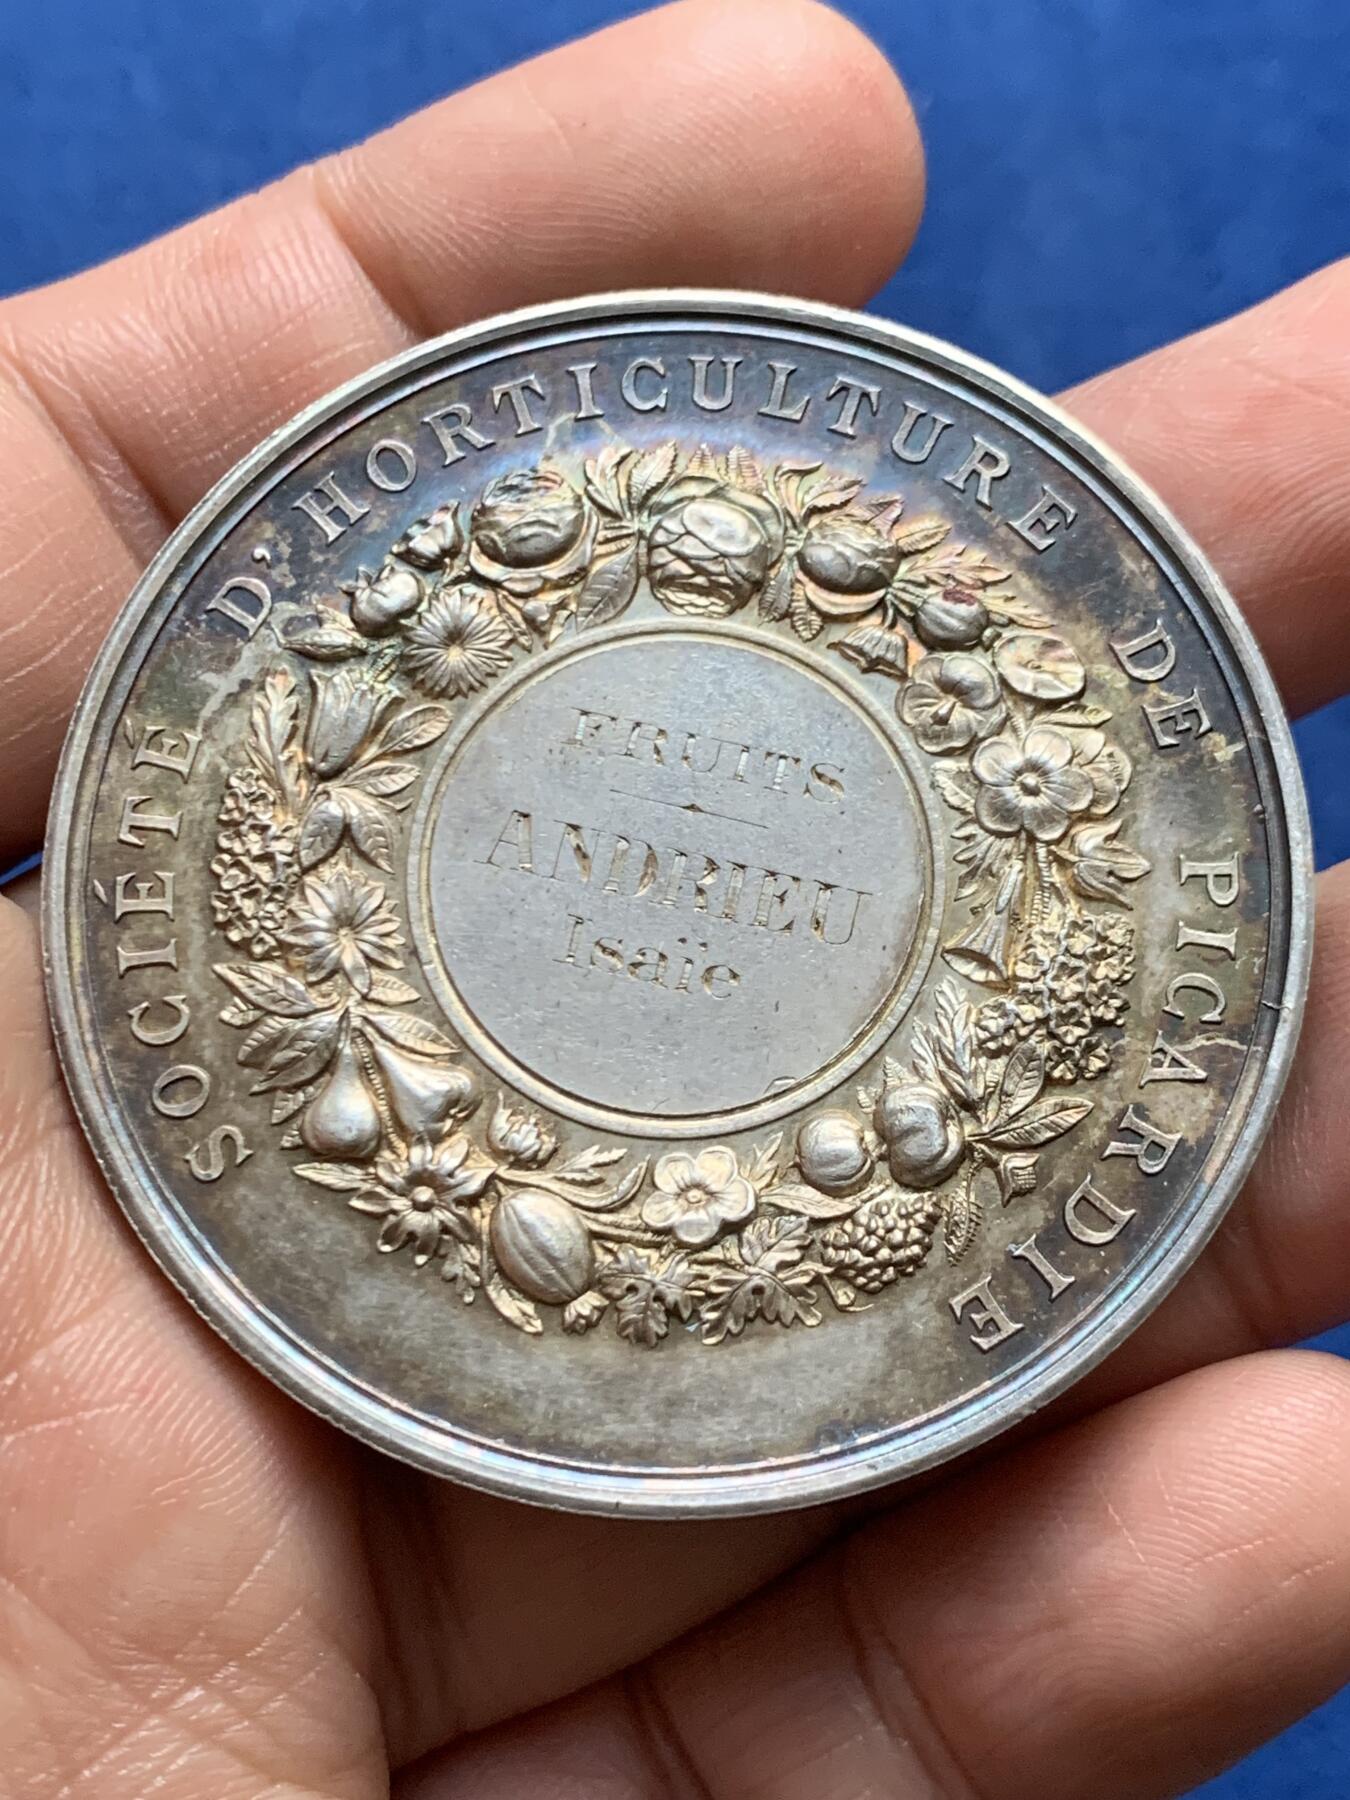 SOCIÉTÉ D'HORTICULTURE DE PICARDIE
FRUITS
ANDRIEU
Isaïe